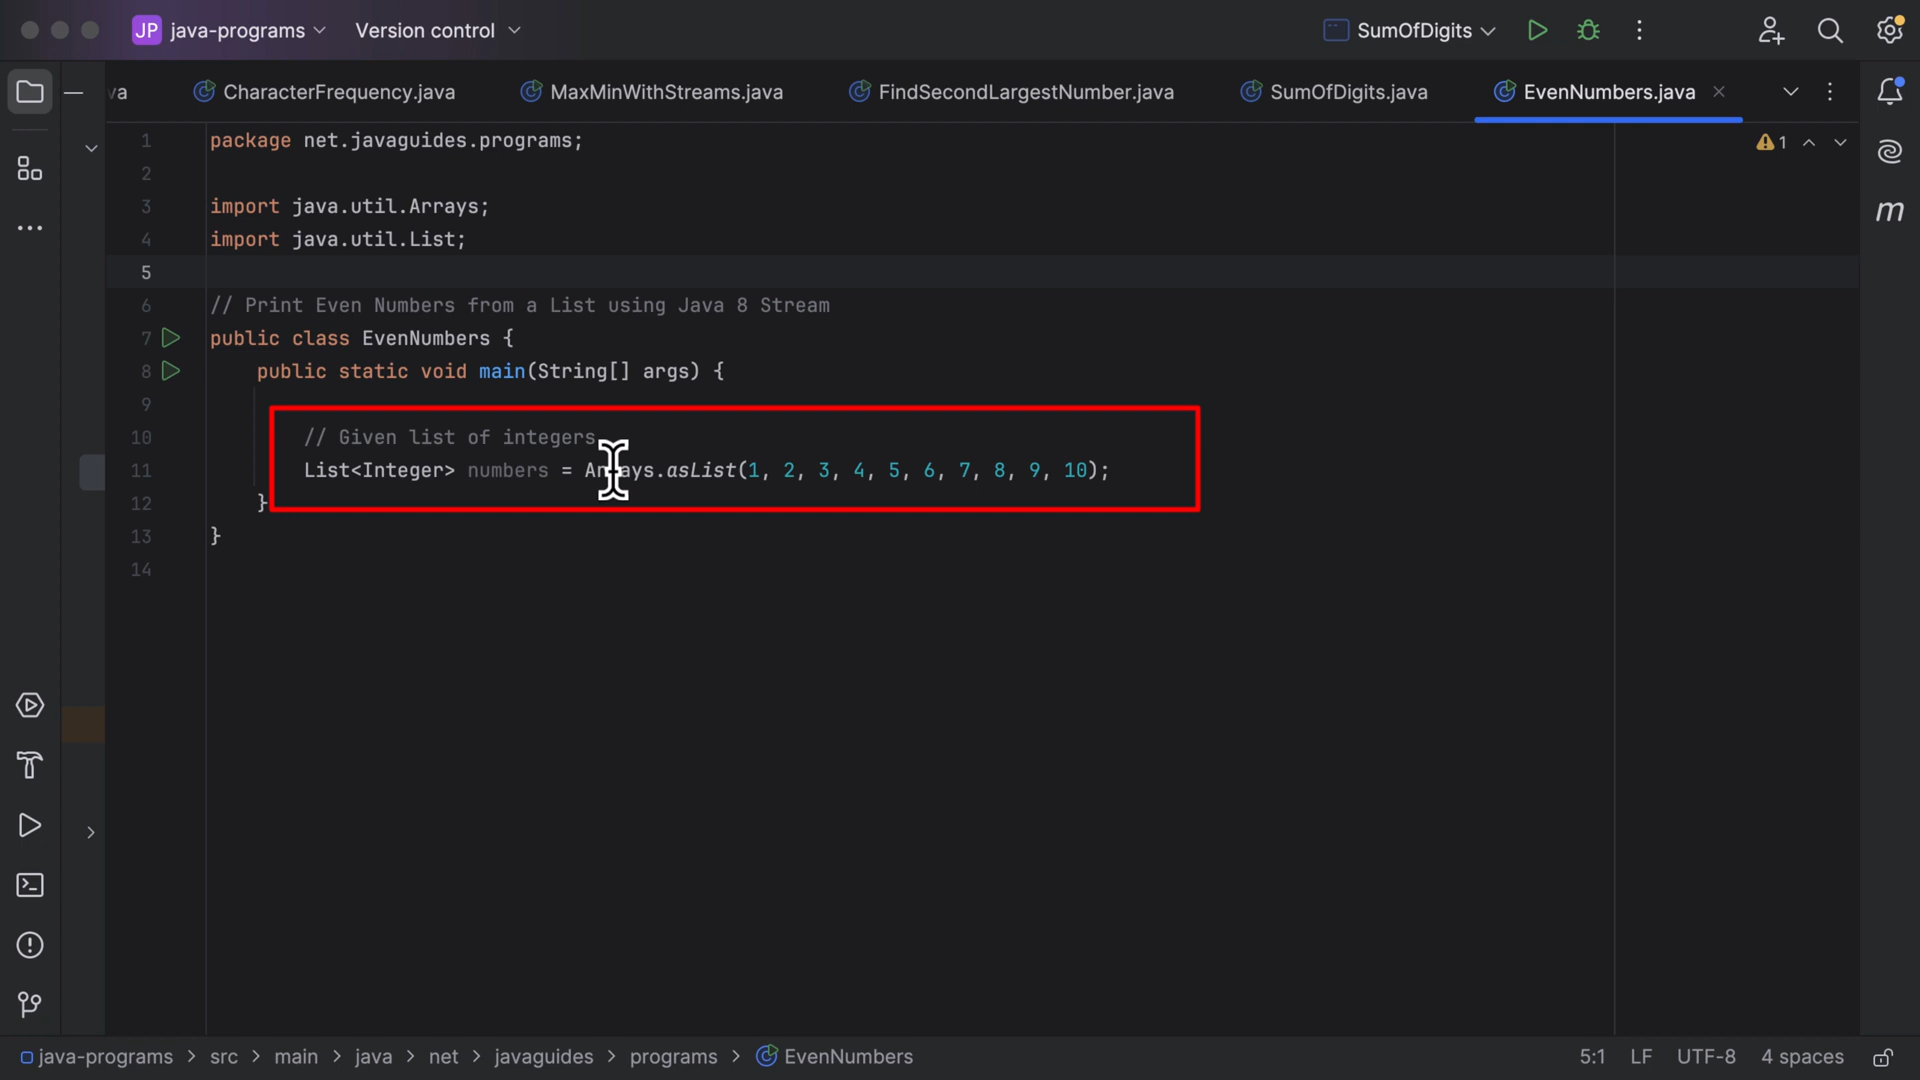 JP java-programs Version control SumOfDigits
va CharacterFrequency.java MaxMinWithStreams.java FindSecondLargestNumber.java SumOfDigits.java EvenNumbers.java
1 package net.javaguides.programs; 1
2
3 import java.util.Arrays;
4 import java.util.List;
5
6 // Print Even Numbers from a List using Java 8 Stream
7 public class EvenNumbers {
8 public static void main(String[] args) {
9
10 // Given list of integers
11 List<Integer> numbers = Arrays.asList(1, 2, 3, 4, 5, 6, 7, 8, 9, 10);
12 }
13 }
14
m
java-programs > src > main > java > net > javaguides > programs > EvenNumbers 5:1 LF UTF-8 4 spaces